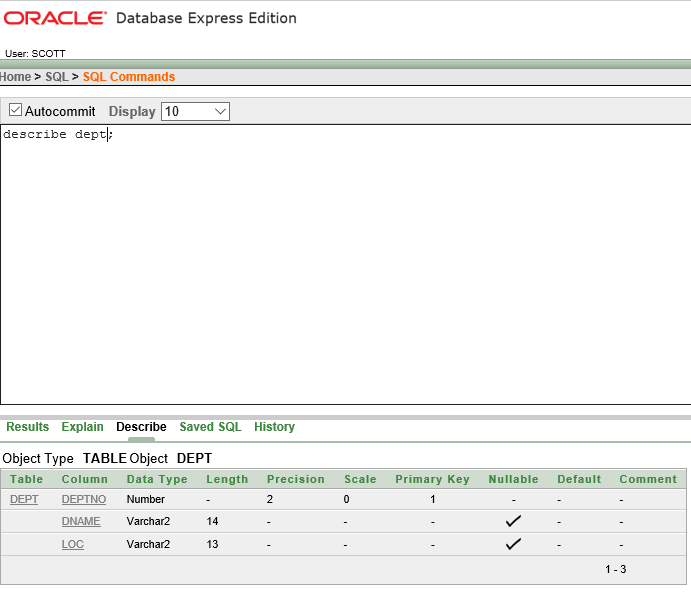 ORACLE Database Express Edition
User: SCOTT
Home > SQL > SQL Commands
Autocommit Display 10
describe dept;
Results Explain Describe Saved SQL History
Object Type TABLE Object DEPT
Table Column Data Type Length Precision Scale Primary Key Nullable Default Comment
DEPT DEPTNO Number - 2 0 1 - - -
DNAME Varchar2 14 - - - ✓ - -
LOC Varchar2 13 - - - ✓ - -
1 - 3